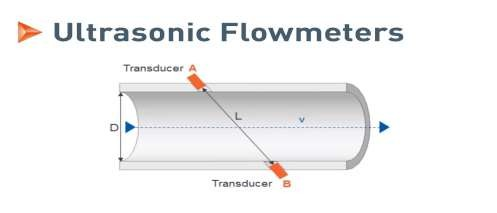 Ultrasonic Flowmeters
Transducer A
D
L
v
Transducer B